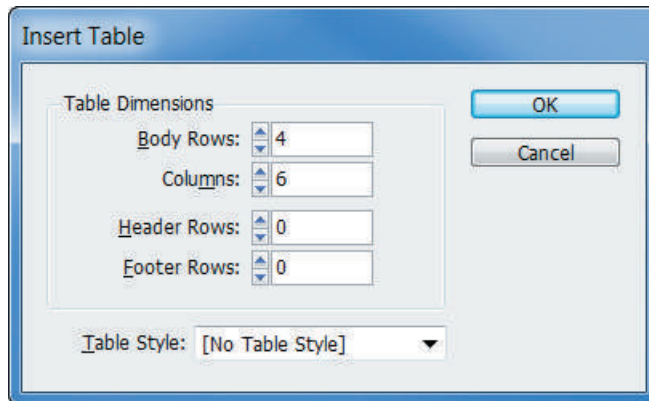 Insert Table
Table Dimensions
OK
Body Rows: 4
Cancel
Columns: 6
Header Rows: 0
Footer Rows: 0
Table Style: [No Table Style]